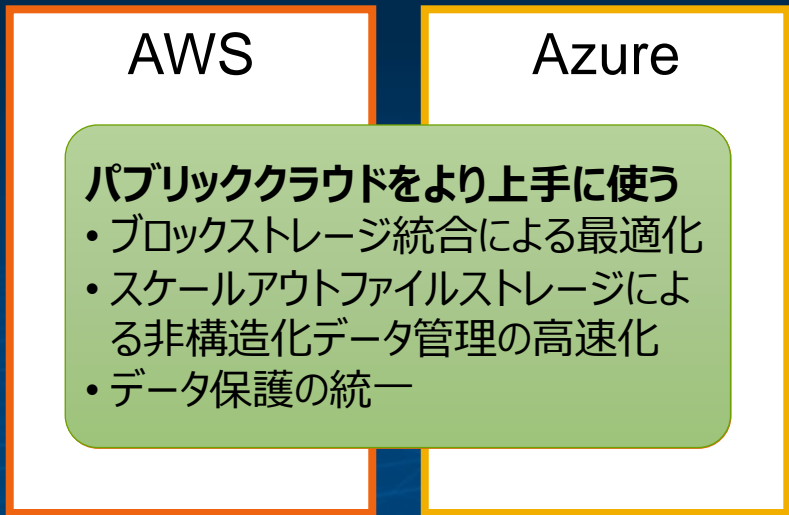 AWS
Azure
パブリッククラウドをより上手に使う
• ブロックストレージ統合による最適化
• スケールアウトファイルストレージによ
る非構造化データ管理の高速化
• データ保護の統一